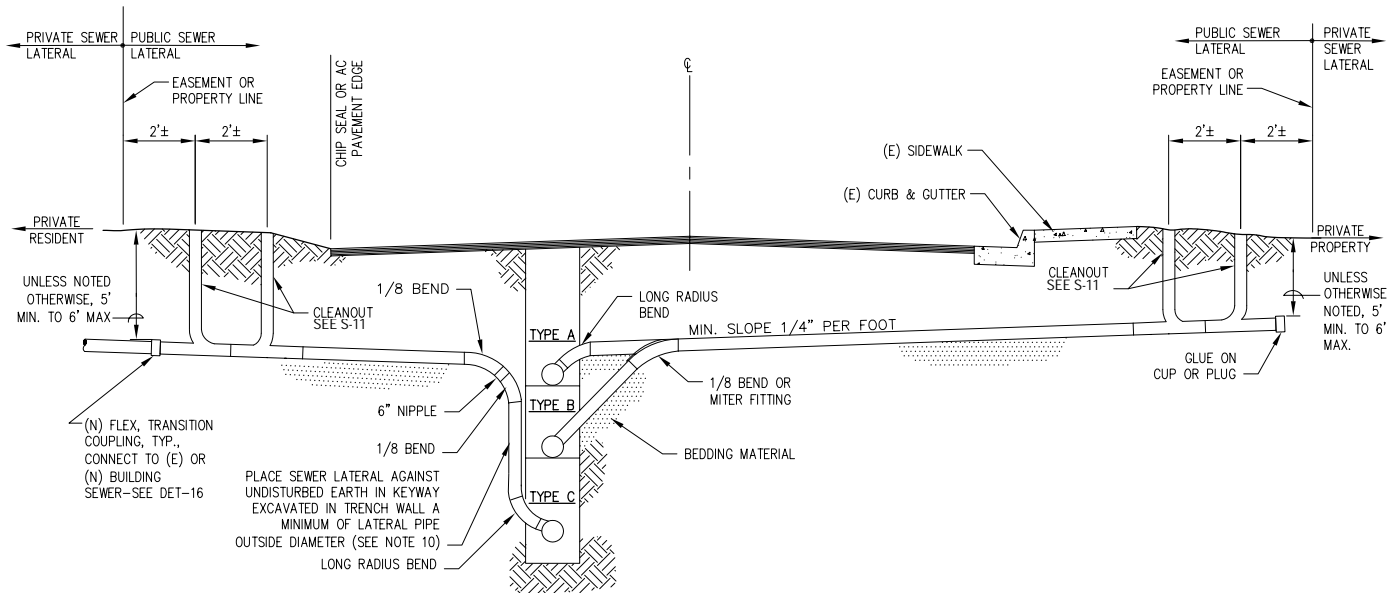 PRIVATE SEWER
LATERAL
PUBLIC SEWER
LATERAL
EASEMENT OR
PROPERTY LINE
2'±
2'±
CHIP SEAL OR AC
PAVEMENT EDGE
℄
PUBLIC SEWER
LATERAL
PRIVATE
SEWER
LATERAL
EASEMENT OR
PROPERTY LINE
2'±
2'±
(E) SIDEWALK
(E) CURB & GUTTER
PRIVATE
RESIDENT
PRIVATE
PROPERTY
UNLESS NOTED
OTHERWISE, 5'
MIN. TO 6' MAX
CLEANOUT
SEE S-11
1/8 BEND
LONG RADIUS
BEND
MIN. SLOPE 1/4" PER FOOT
CLEANOUT
SEE S-11
UNLESS
OTHERWISE
NOTED, 5'
MIN. TO 6'
MAX.
TYPE A
TYPE B
TYPE C
6" NIPPLE
1/8 BEND
1/8 BEND OR
MITER FITTING
GLUE ON
CUP OR PLUG
(N) FLEX, TRANSITION
COUPLING, TYP.,
CONNECT TO (E) OR
(N) BUILDING
SEWER-SEE DET-16
BEDDING MATERIAL
PLACE SEWER LATERAL AGAINST
UNDISTURBED EARTH IN KEYWAY
EXCAVATED IN TRENCH WALL A
MINIMUM OF LATERAL PIPE
OUTSIDE DIAMETER (SEE NOTE 10)
LONG RADIUS BEND